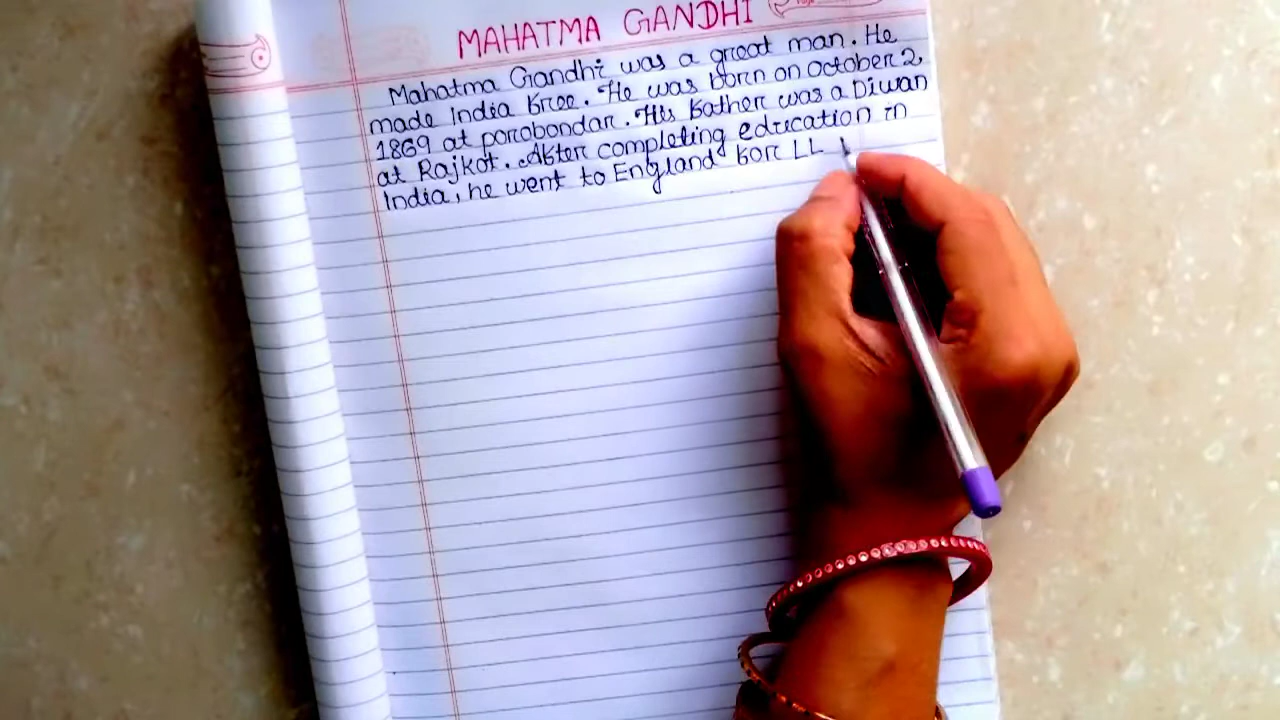 MAHATMA GANDHI
Mahatma Gandhi was a great man. He
made India free. He was born on October 2,
1869 at porobondar. His father was a Diwan
at Rajkot. After completing education in
India, he went to England for LL